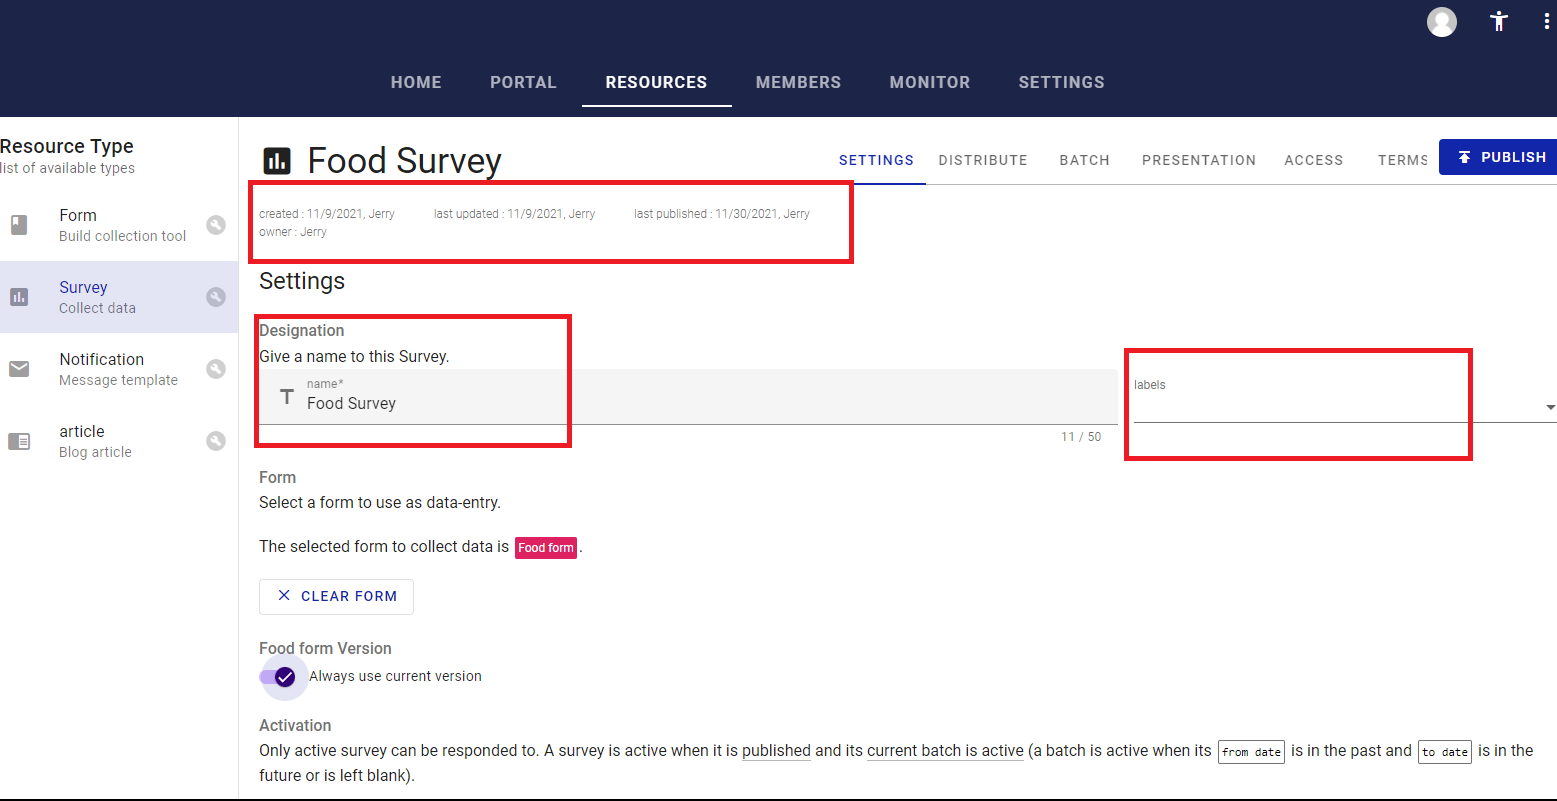 HOME PORTAL RESOURCES MEMBERS MONITOR SETTINGS
Resource Type
list of available types
Form
Build collection tool
Survey
Collect data
Notification
Message template
article
Blog article
Food Survey
SETTINGS DISTRIBUTE BATCH PRESENTATION ACCESS TERMS PUBLISH
created : 11/9/2021, Jerry last updated : 11/9/2021, Jerry last published : 11/30/2021, Jerry
owner : Jerry
Settings
Designation
Give a name to this Survey.
name*
Food Survey
11 / 50
labels
Form
Select a form to use as data-entry.
The selected form to collect data is Food form .
CLEAR FORM
Food form Version
Always use current version
Activation
Only active survey can be responded to. A survey is active when it is published and its current batch is active (a batch is active when its from date is in the past and to date is in the
future or is left blank).